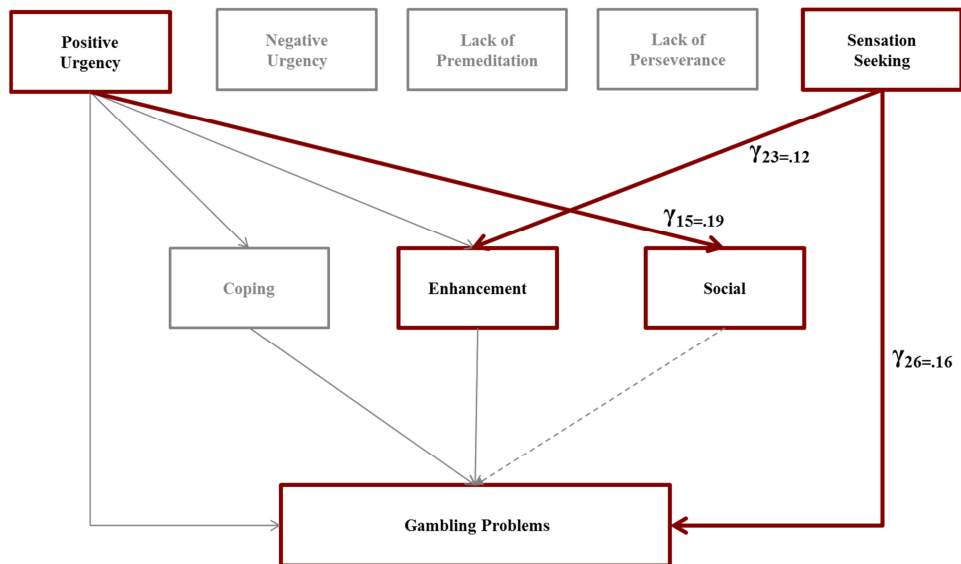 Positive
Urgency
Negative
Urgency
Lack of
Premeditation
Lack of
Perseverance
Sensation
Seeking
γ23=.12
γ15=.19
Coping
Enhancement
Social
γ26=.16
Gambling Problems